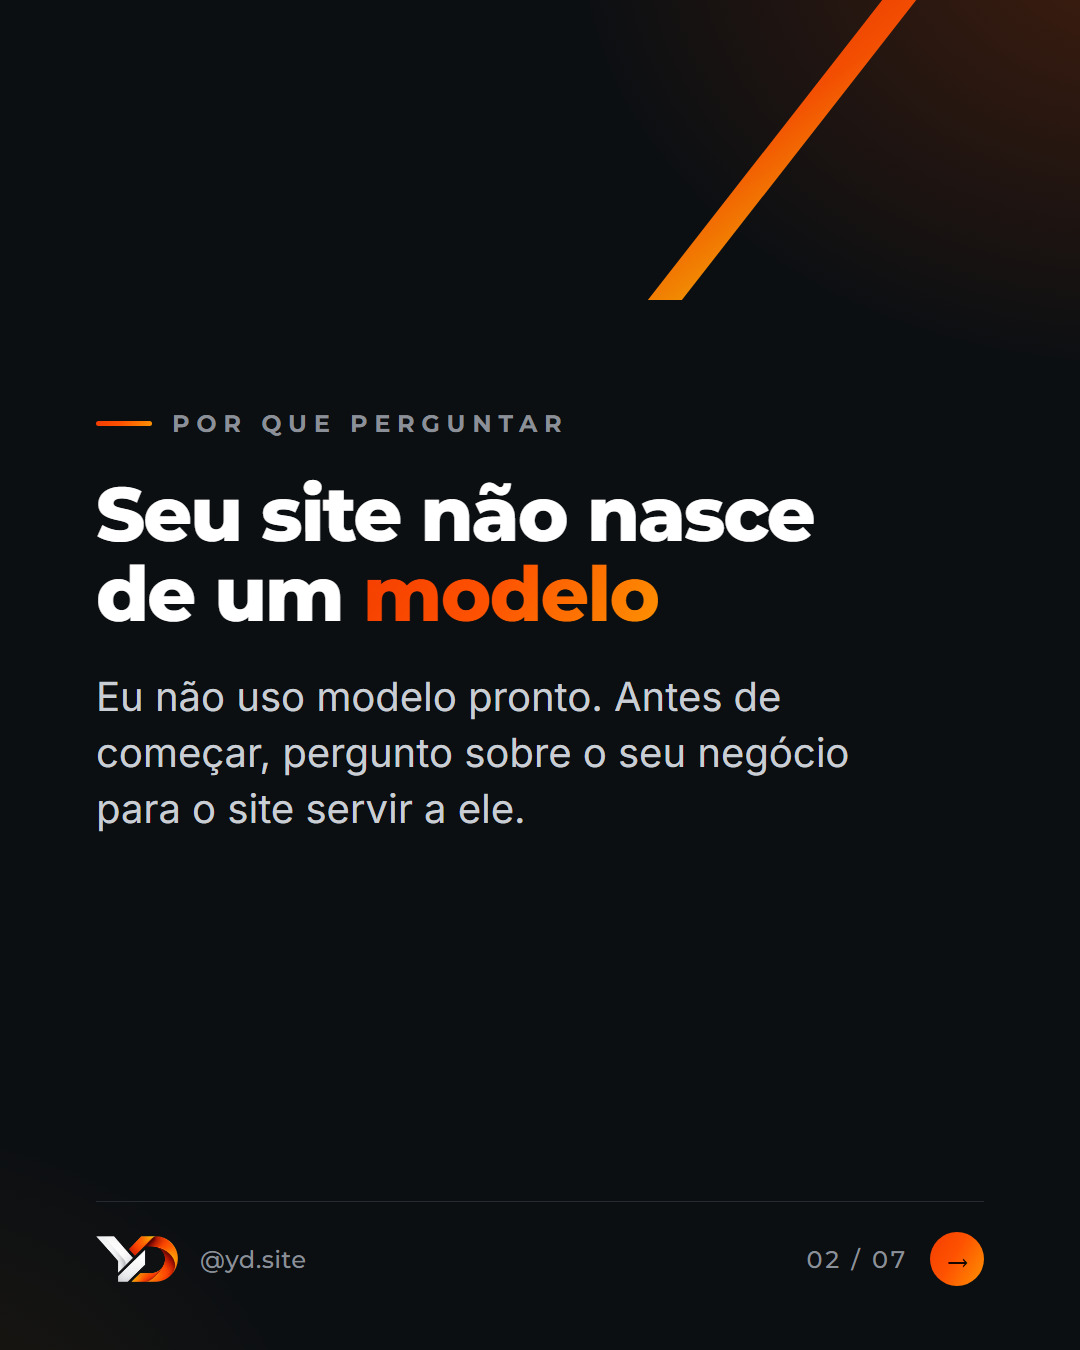 POR QUE PERGUNTAR
Seu site não nasce
de um modelo
Eu não uso modelo pronto. Antes de
começar, pergunto sobre o seu negócio
para o site servir a ele.
YD @yd.site 02 / 07 →